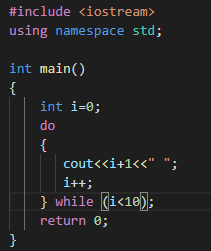 #include <iostream>
using namespace std;

int main()
{
    int i=0;
    do
    {
        cout<<i+1<<" ";
        i++;
    } while (i<10);
    return 0;
}